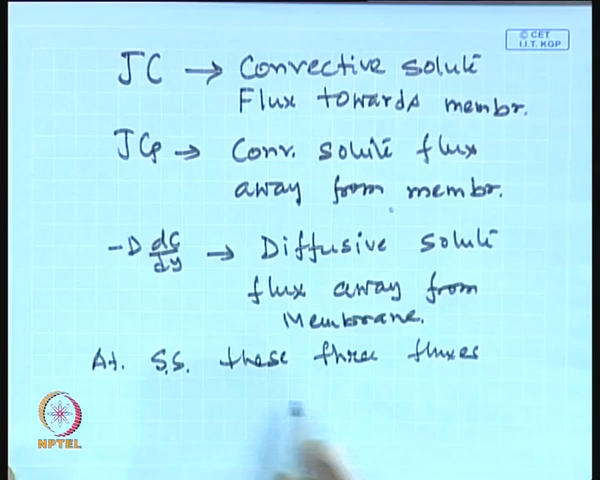 © CET
I.I.T. KGP
JC → Convective solute
Flux towards membr.
JCp → Conv. solute flux
away from membr.
-D dC/dy → Diffusive solute
flux away from
Membrane.
At. S.S. these three fluxes
NPTEL